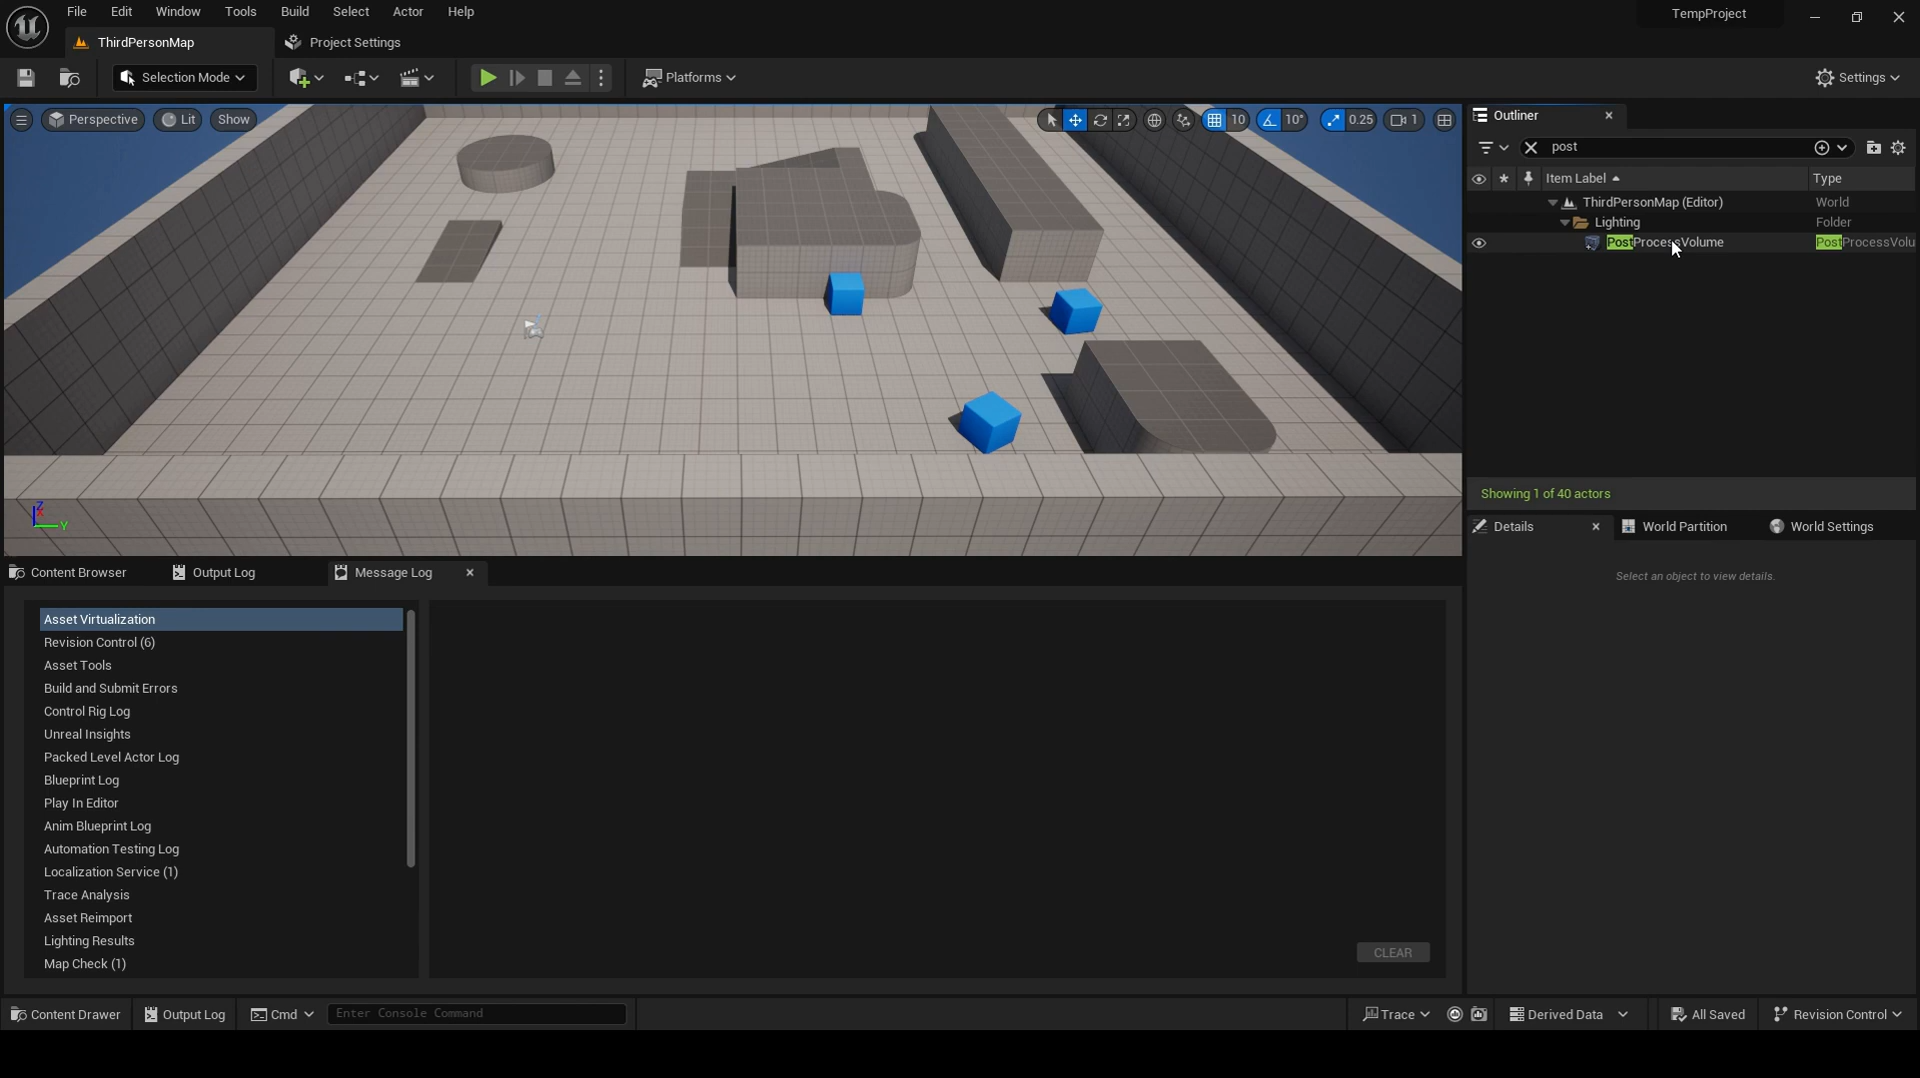 File Edit Window Tools Build Select Actor Help
TempProject
ThirdPersonMap
Project Settings
Selection Mode
Platforms
Settings
Perspective Lit Show
10 10° 0.25 1
Outliner
post
Item Label Type
ThirdPersonMap (Editor) World
Lighting Folder
PostProcessVolume PostProcessVolu
Showing 1 of 40 actors
Details World Partition World Settings
Select an object to view details.
Z
X
Y
Content Browser Output Log Message Log
Asset Virtualization
Revision Control (6)
Asset Tools
Build and Submit Errors
Control Rig Log
Unreal Insights
Packed Level Actor Log
Blueprint Log
Play In Editor
Anim Blueprint Log
Automation Testing Log
Localization Service (1)
Trace Analysis
Asset Reimport
Lighting Results
Map Check (1)
CLEAR
Content Drawer Output Log Cmd Enter Console Command Trace Derived Data All Saved Revision Control